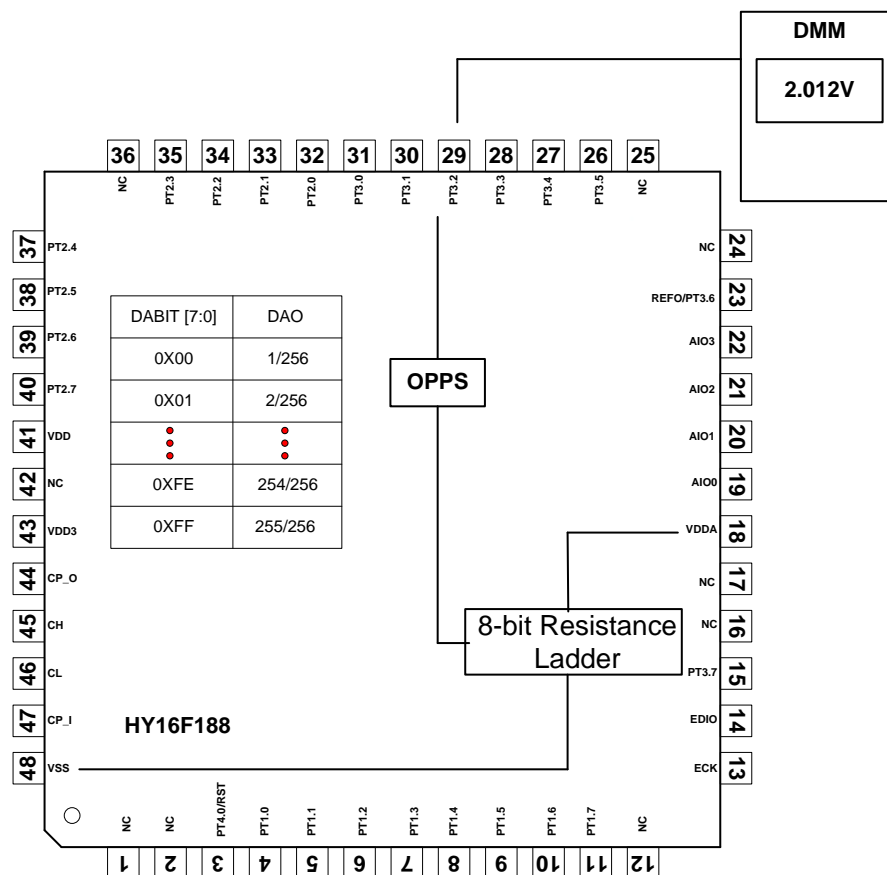 DMM
2.012V
36 35 34 33 32 31 30 29 28 27 26 25
NC PT2.3 PT2.2 PT2.1 PT2.0 PT3.0 PT3.1 PT3.2 PT3.3 PT3.4 PT3.5 NC
37 PT2.4
38 PT2.5
39 PT2.6
40 PT2.7
41 VDD
42 NC
43 VDD3
44 CP_O
45 CH
46 CL
47 CP_I
48 VSS
DABIT [7:0] DAO
0X00 1/256
0X01 2/256
0XFE 254/256
0XFF 255/256
OPPS
8-bit Resistance
Ladder
HY16F188
NC 24
REFO/PT3.6 23
AIO3 22
AIO2 21
AIO1 20
AIO0 19
VDDA 18
NC 17
NC 16
PT3.7 15
EDIO 14
ECK 13
NC NC PT4.0/RST PT1.0 PT1.1 PT1.2 PT1.3 PT1.4 PT1.5 PT1.6 PT1.7 NC
1 2 3 4 5 6 7 8 9 10 11 12